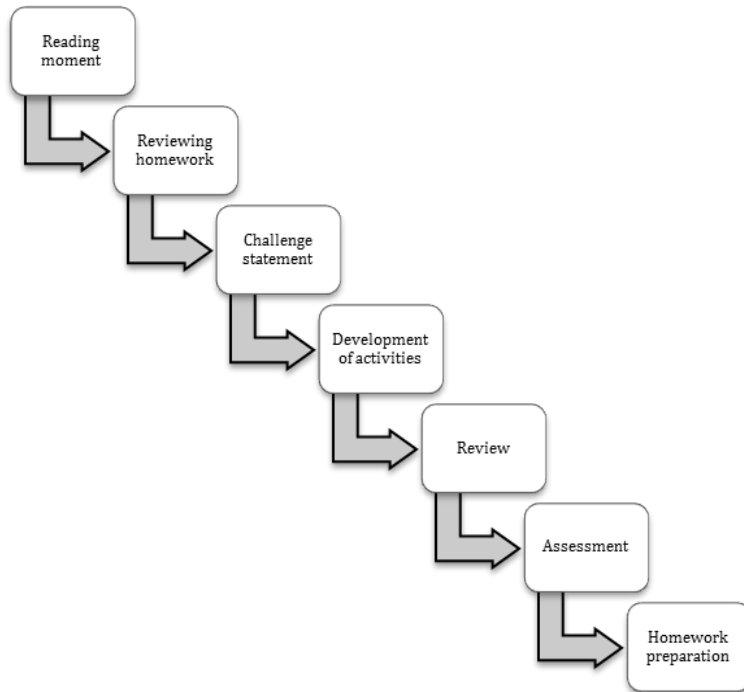 Reading
moment
Reviewing
homework
Challenge
statement
Development
of activities
Review
Assessment
Homework
preparation